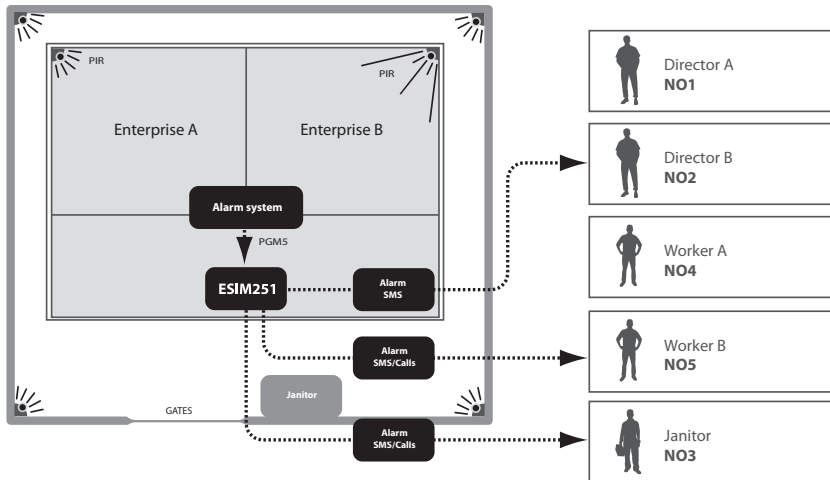 PIR
PIR
Enterprise A
Enterprise B
Alarm system
PGM5
ESIM251
Alarm
SMS
Alarm
SMS/Calls
Janitor
GATES
Alarm
SMS/Calls
Director A
NO1
Director B
NO2
Worker A
NO4
Worker B
NO5
Janitor
NO3